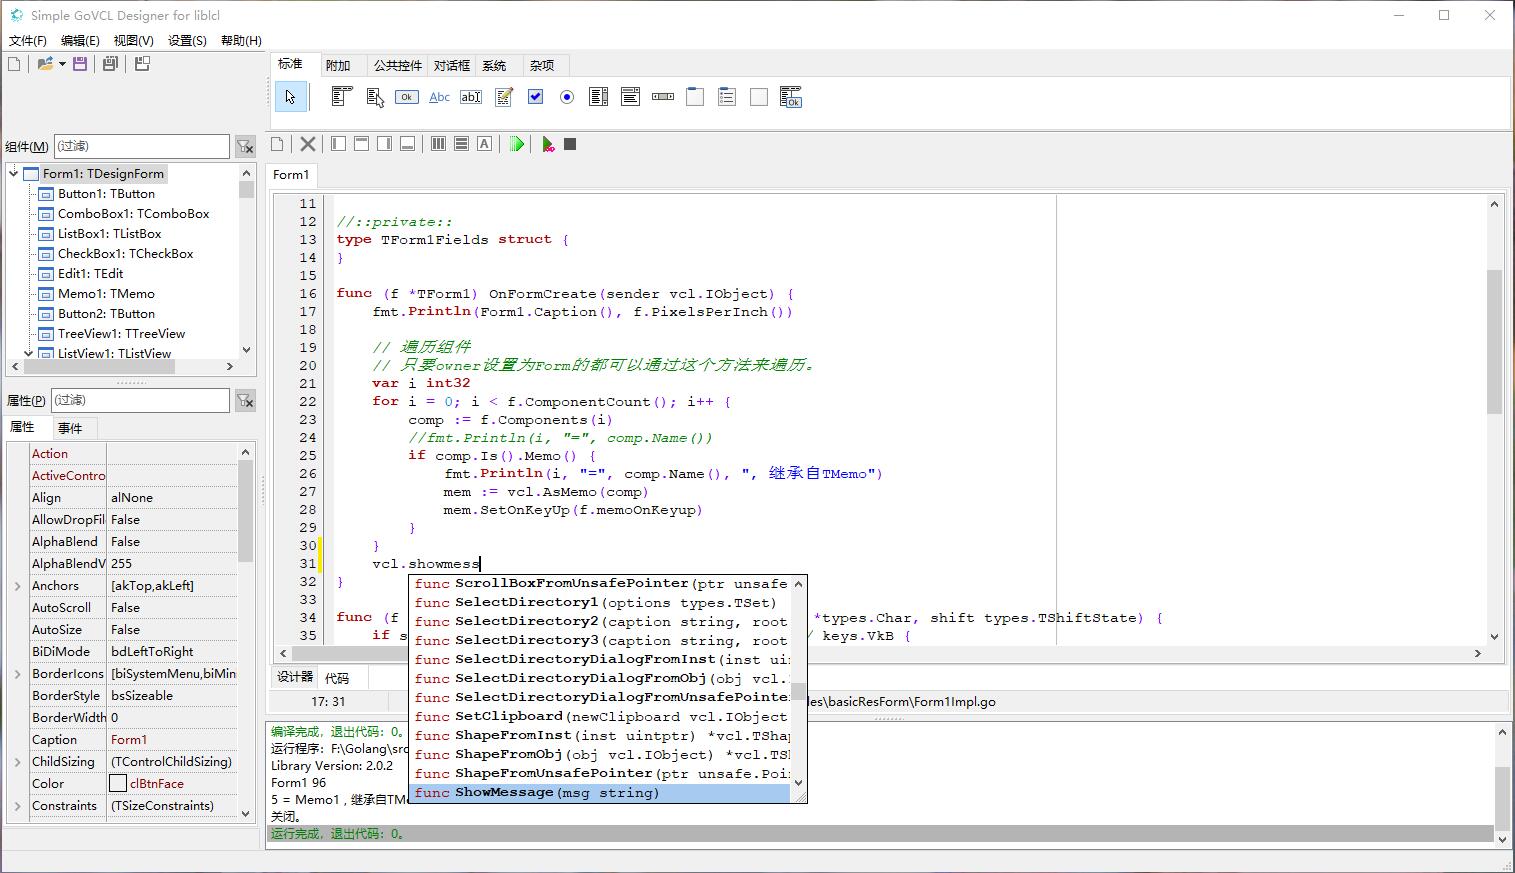 Simple GoVCL Designer for liblcl
文件(F) 编辑(E) 视图(V) 设置(S) 帮助(H)
标准 附加 公共控件 对话框 系统 杂项
Ok Abc ab Ok
组件(M) (过滤)
A
Form1: TDesignForm
Button1: TButton
ComboBox1: TComboBox
ListBox1: TListBox
CheckBox1: TCheckBox
Edit1: TEdit
Memo1: TMemo
Button2: TButton
TreeView1: TTreeView
ListView1: TListView
属性(P) (过滤)
属性 事件
Action
ActiveContro
Align alNone
AllowDropFil False
AlphaBlend False
AlphaBlendV 255
Anchors [akTop,akLeft]
AutoScroll False
AutoSize False
BiDiMode bdLeftToRight
BorderIcons [biSystemMenu,biMin
BorderStyle bsSizeable
BorderWidth 0
Caption Form1
ChildSizing (TControlChildSizing)
Color clBtnFace
Constraints (TSizeConstraints)
Form1
11
12 //::private::
13 type TForm1Fields struct {
14 }
15
16 func (f *TForm1) OnFormCreate(sender vcl.IObject) {
17 fmt.Println(Form1.Caption(), f.PixelsPerInch())
18
19 // 遍历组件
20 // 只要owner设置为Form的都可以通过这个方法来遍历。
21 var i int32
22 for i = 0; i < f.ComponentCount(); i++ {
23 comp := f.Components(i)
24 //fmt.Println(i, "=", comp.Name())
25 if comp.Is().Memo() {
26 fmt.Println(i, "=", comp.Name(), ", 继承自TMemo")
27 mem := vcl.AsMemo(comp)
28 mem.SetOnKeyUp(f.memoOnKeyup)
29 }
30 }
31 vcl.showmess
32 }
33
34 func (f *types.Char, shift types.TShiftState) {
35 if s / keys.VkB {
func ScrollBoxFromUnsafePointer(ptr unsafe
func SelectDirectory1(options types.TSet)
func SelectDirectory2(caption string, root
func SelectDirectory3(caption string, root
func SelectDirectoryDialogFromInst(inst uin
func SelectDirectoryDialogFromObj(obj vcl.
func SelectDirectoryDialogFromUnsafePointer
func SetClipboard(newClipboard vcl.IObject
func ShapeFromInst(inst uintptr) *vcl.TShap
func ShapeFromObj(obj vcl.IObject) *vcl.TSh
func ShapeFromUnsafePointer(ptr unsafe.Poi
func ShowMessage(msg string)
设计器 代码
17: 31 les\basicResForm\Form1Impl.go
编译完成，退出代码：0。
运行程序：F:\Golang\src
Library Version: 2.0.2
Form1 96
5 = Memo1 , 继承自TMe
关闭。
运行完成，退出代码：0。